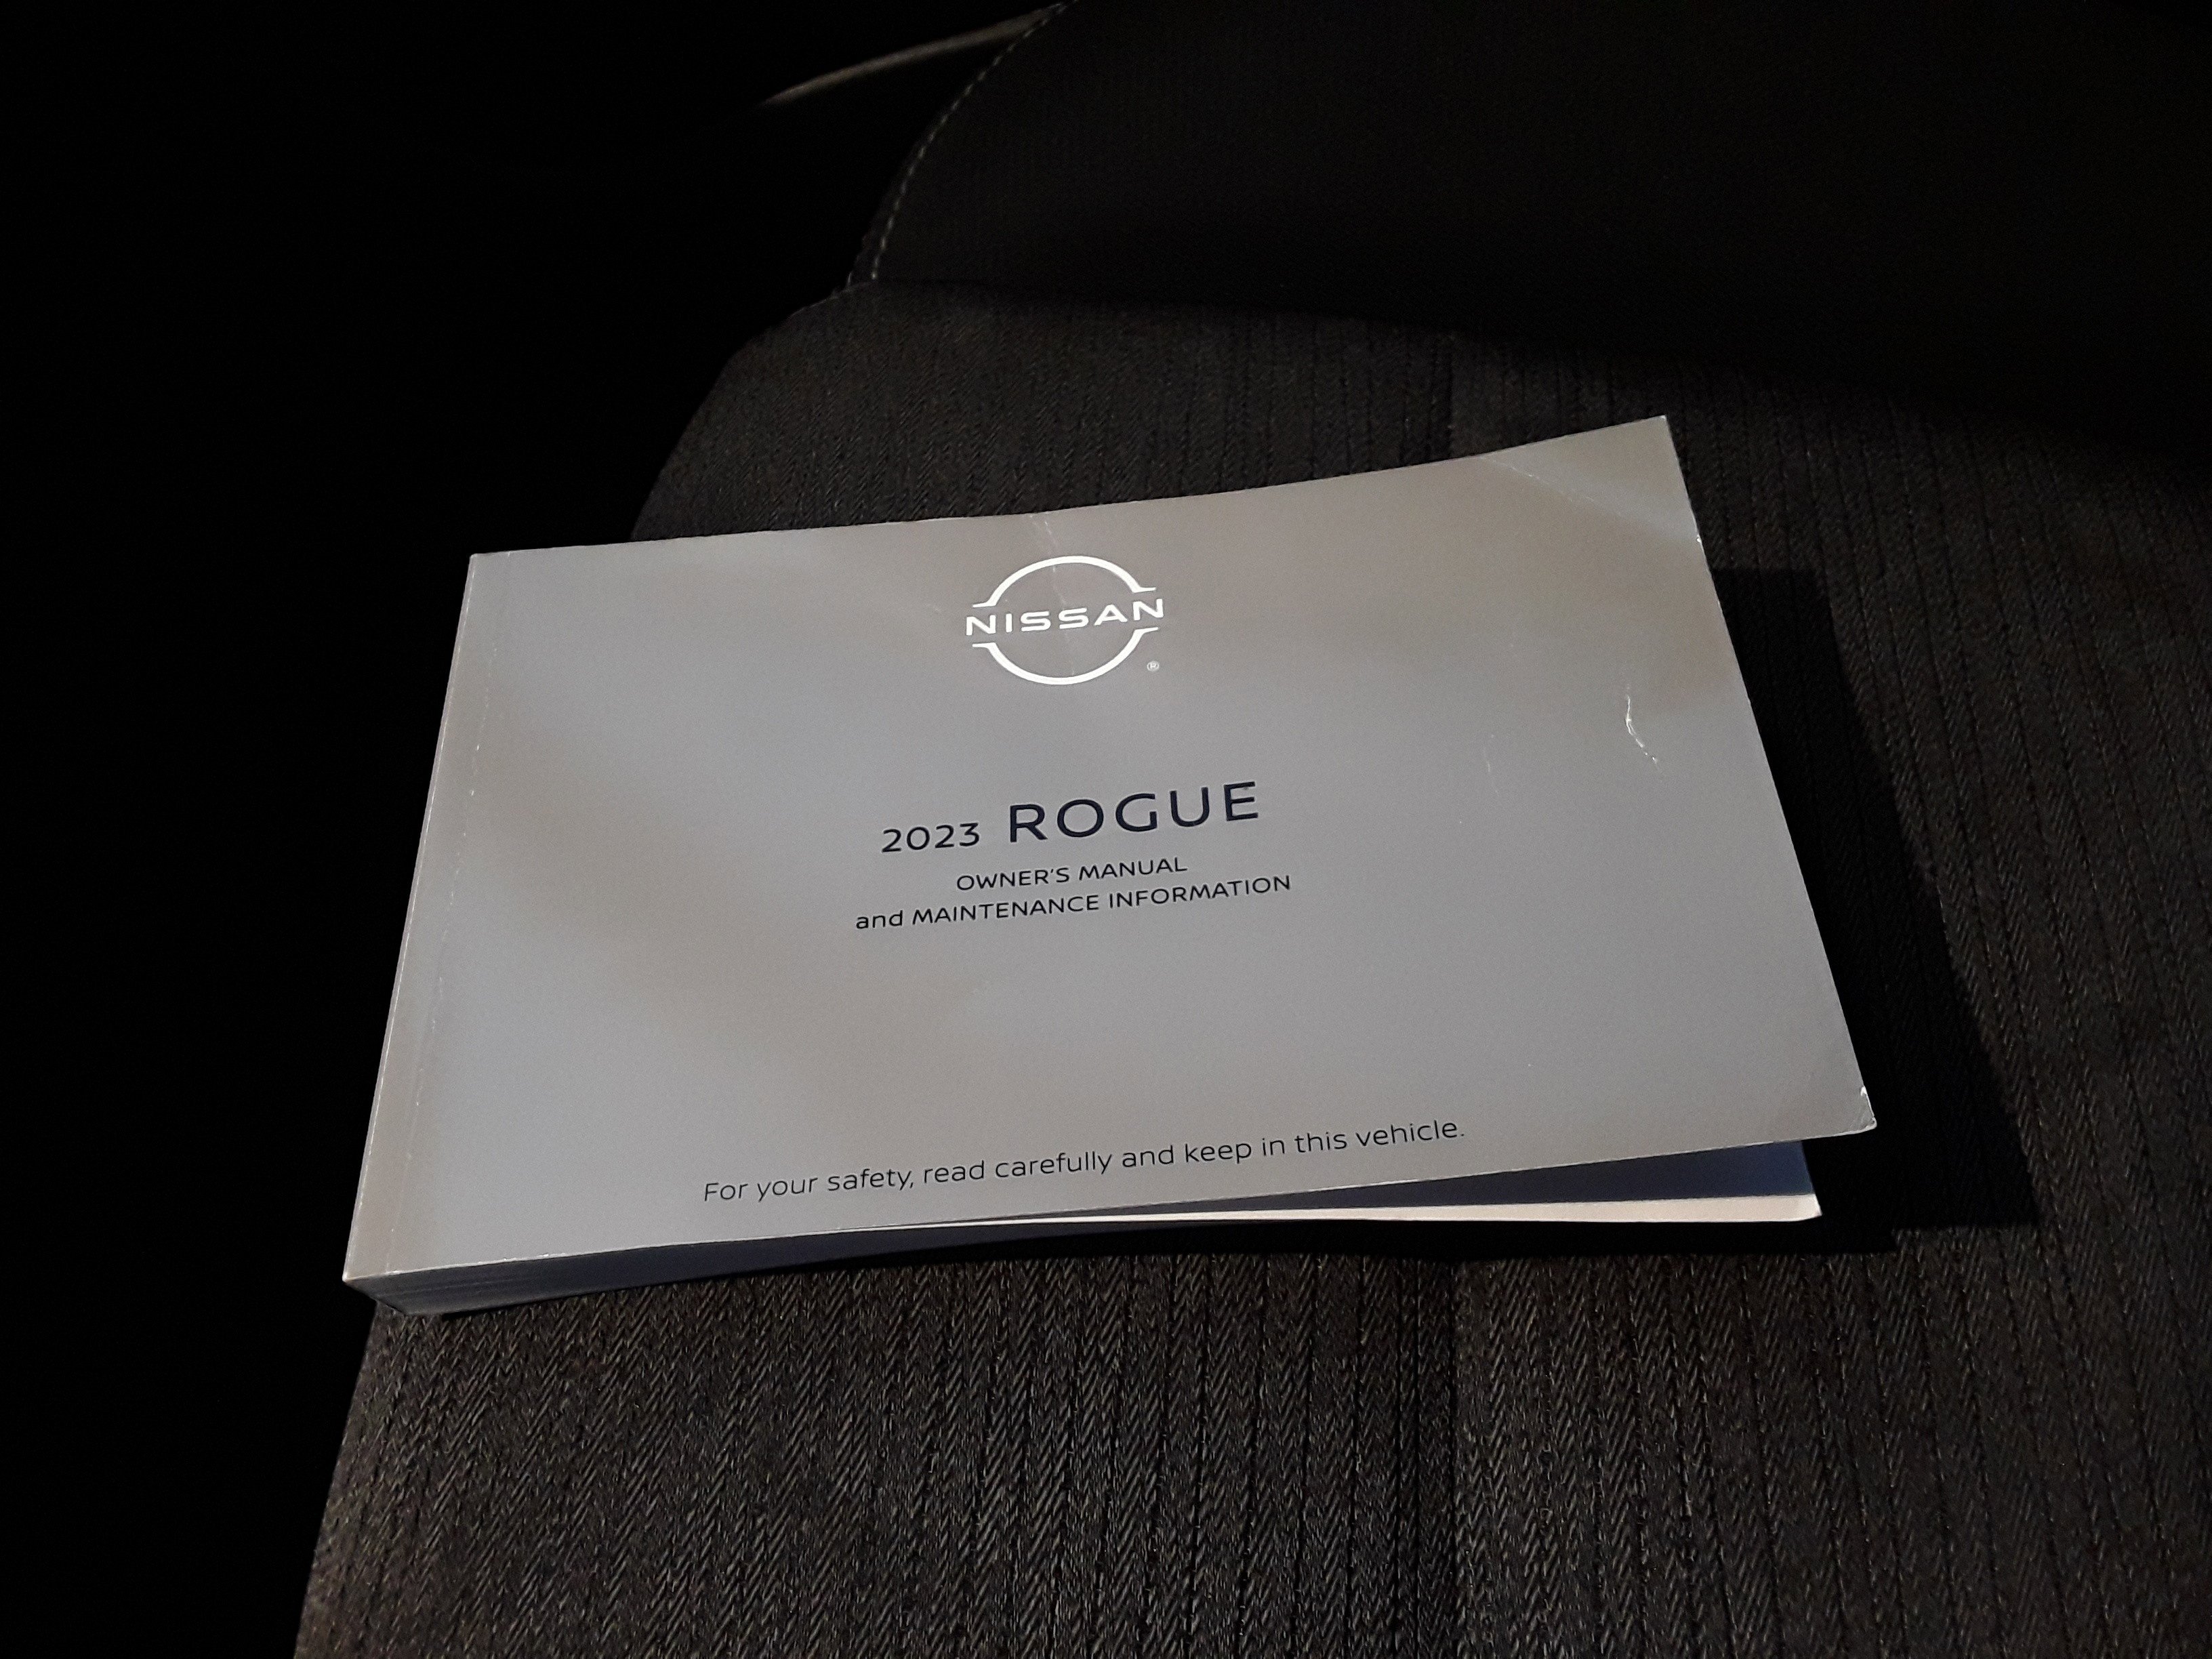 NISSAN
®
2023 ROGUE
OWNER'S MANUAL
and MAINTENANCE INFORMATION
For your safety, read carefully and keep in this vehicle.